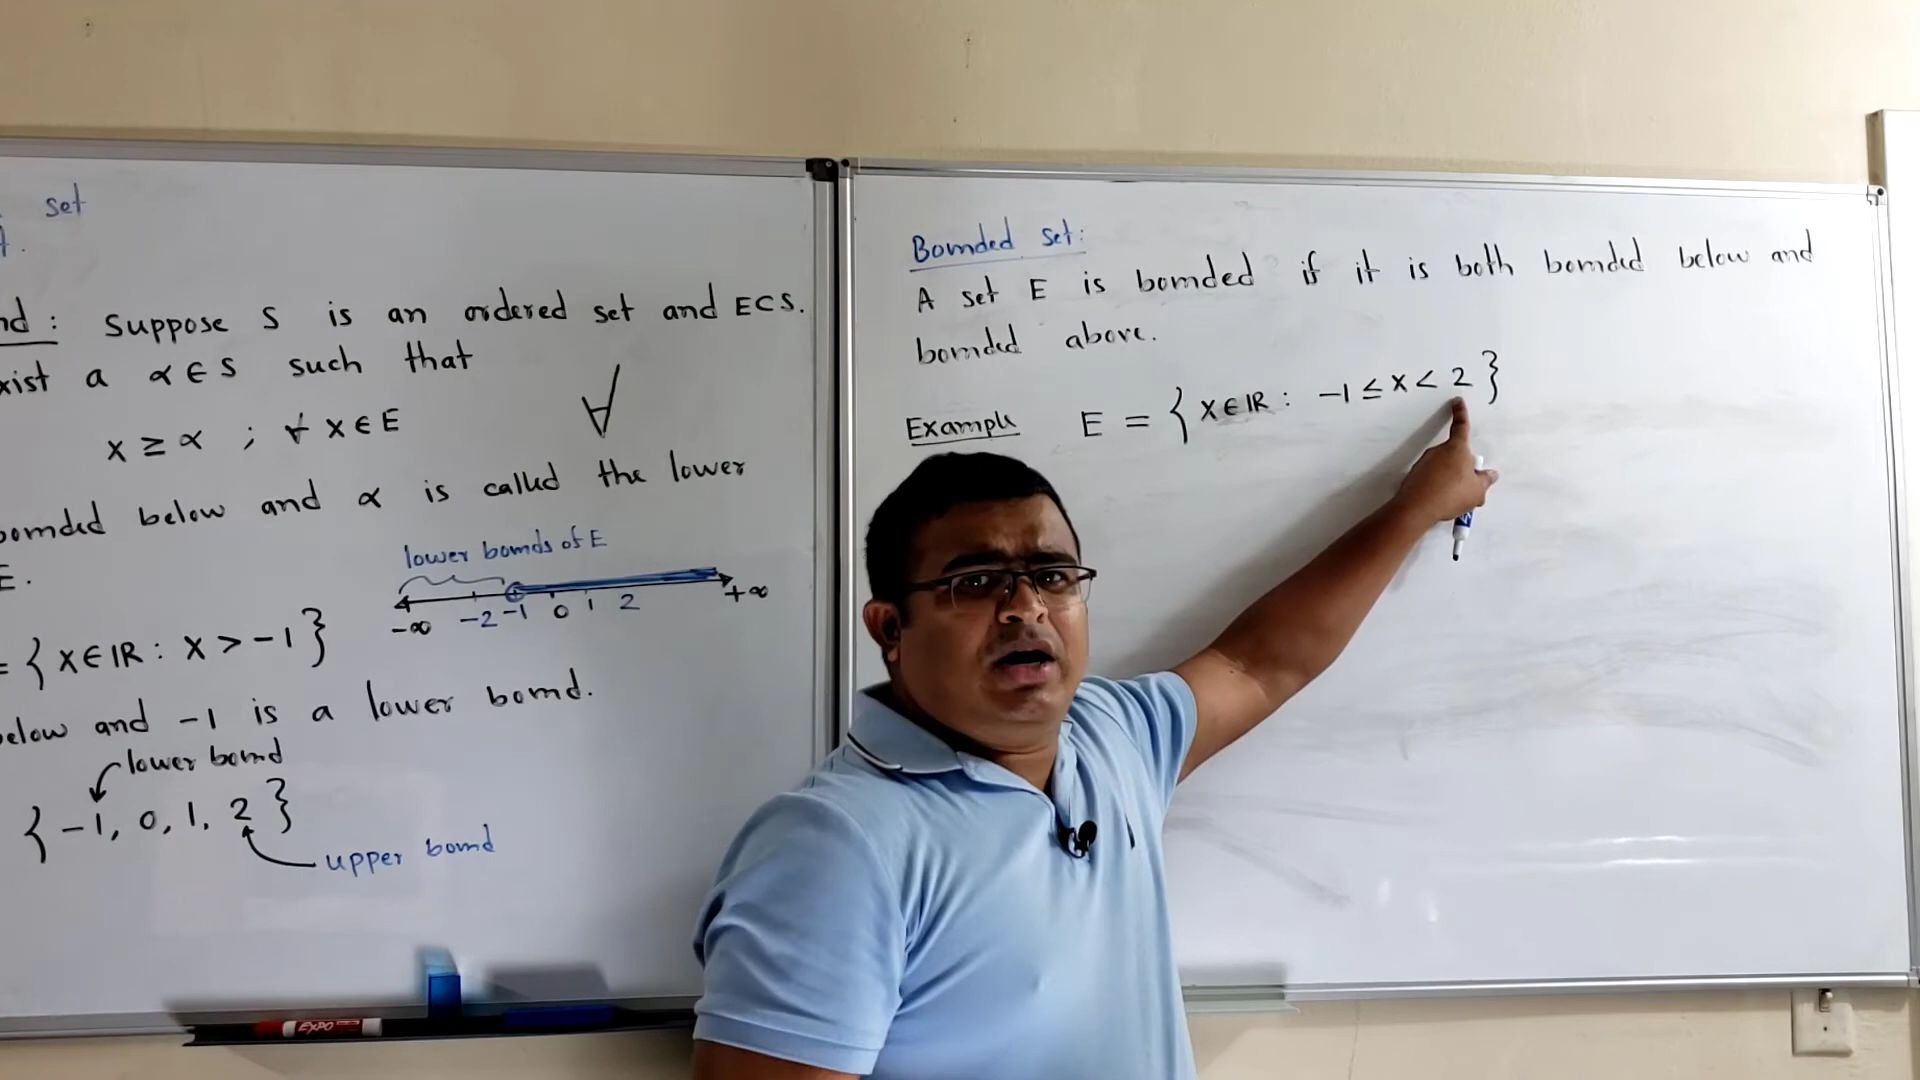 set
nd : Suppose S is an ordered set and E⊂S.
xist a α∈S such that
x ≥ α ; ∀ x∈E
∀
bounded below and α is called the lower
E.
lower bounds of E
-∞ -2 -1 0 1 2 +∞
= { x∈IR : x > -1 }
below and -1 is a lower bound.
lower bound
{ -1, 0, 1, 2 }
upper bound
EXPO
Bounded set:
A set E is bounded if it is both bounded below and
bounded above.
Example E = { x∈IR : -1 ≤ x < 2 }